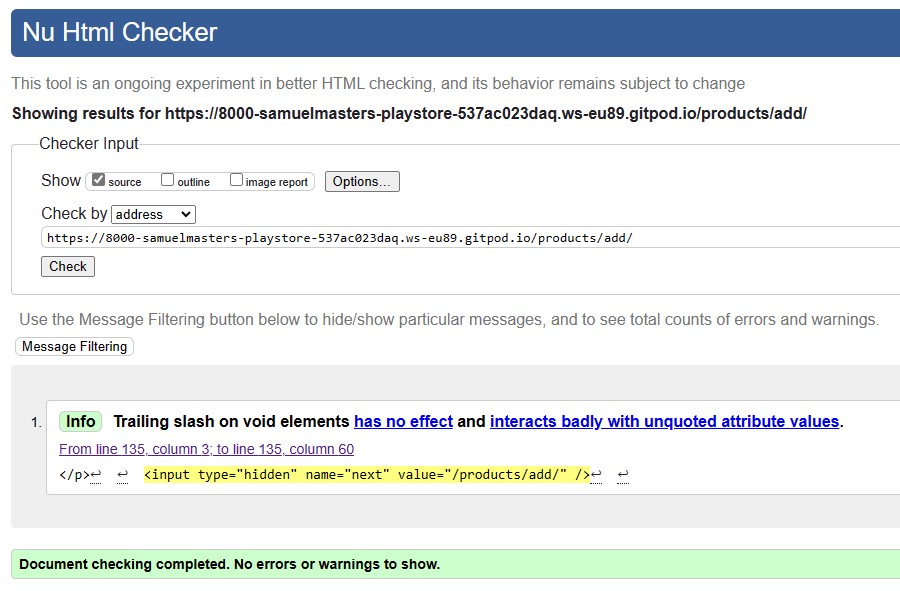 Nu Html Checker
This tool is an ongoing experiment in better HTML checking, and its behavior remains subject to change
Showing results for https://8000-samuelmasters-playstore-537ac023daq.ws-eu89.gitpod.io/products/add/
Checker Input
Show source outline image report Options...
Check by address
https://8000-samuelmasters-playstore-537ac023daq.ws-eu89.gitpod.io/products/add/
Check
Use the Message Filtering button below to hide/show particular messages, and to see total counts of errors and warnings.
Message Filtering
1. Info Trailing slash on void elements has no effect and interacts badly with unquoted attribute values.
From line 135, column 3; to line 135, column 60
</p>↩ ↩ <input type="hidden" name="next" value="/products/add/" />↩ ↩
Document checking completed. No errors or warnings to show.